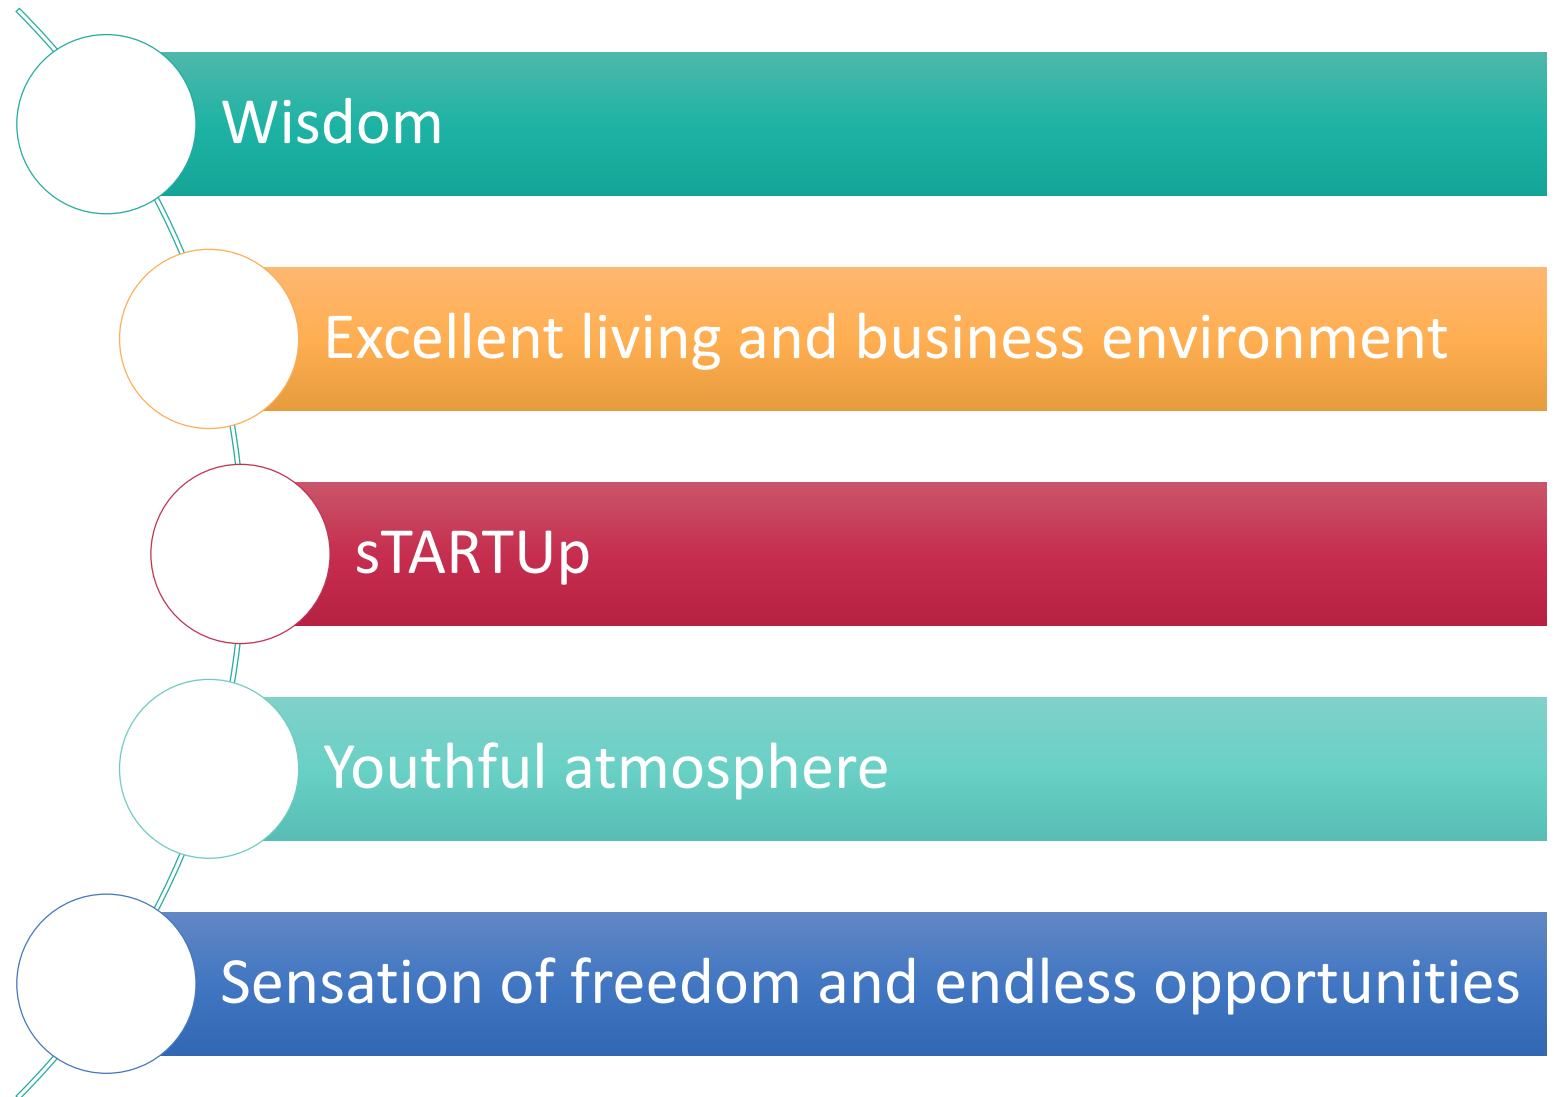 Wisdom
Excellent living and business environment
sTARTUp
Youthful atmosphere
Sensation of freedom and endless opportunities